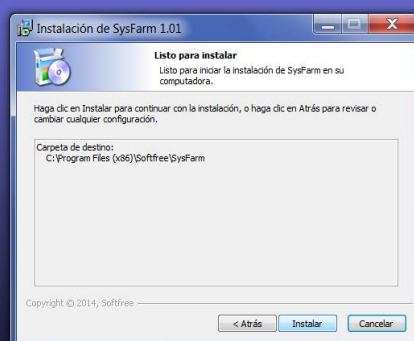 Instalación de SysFarm 1.01
Listo para instalar
Listo para iniciar la instalación de SysFarm en su
computadora.
Haga clic en Instalar para continuar con la instalación, o haga clic en Atrás para revisar o
cambiar cualquier configuración.
Carpeta de destino:
C:\Program Files (x86)\Softfree\SysFarm
Copyright © 2014, Softfree
< Atrás
Instalar
Cancelar